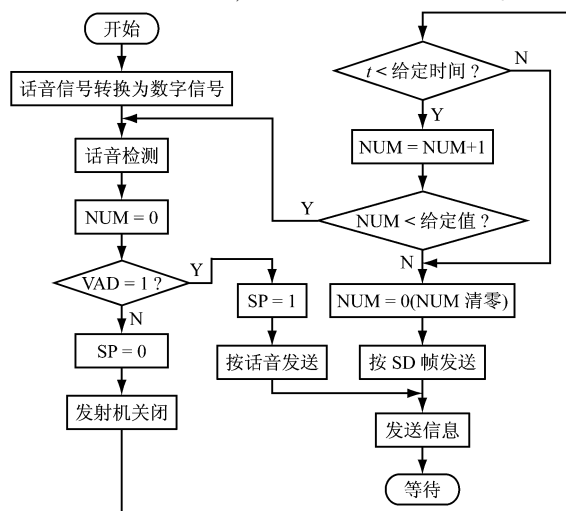 开始
话音信号转换为数字信号
话音检测
NUM = 0
VAD = 1 ?
Y
N
SP = 0
发射机关闭
SP = 1
按话音发送
t < 给定时间 ?
N
Y
NUM = NUM+1
Y
NUM < 给定值 ?
N
NUM = 0(NUM 清零)
按 SD 帧发送
发送信息
等待